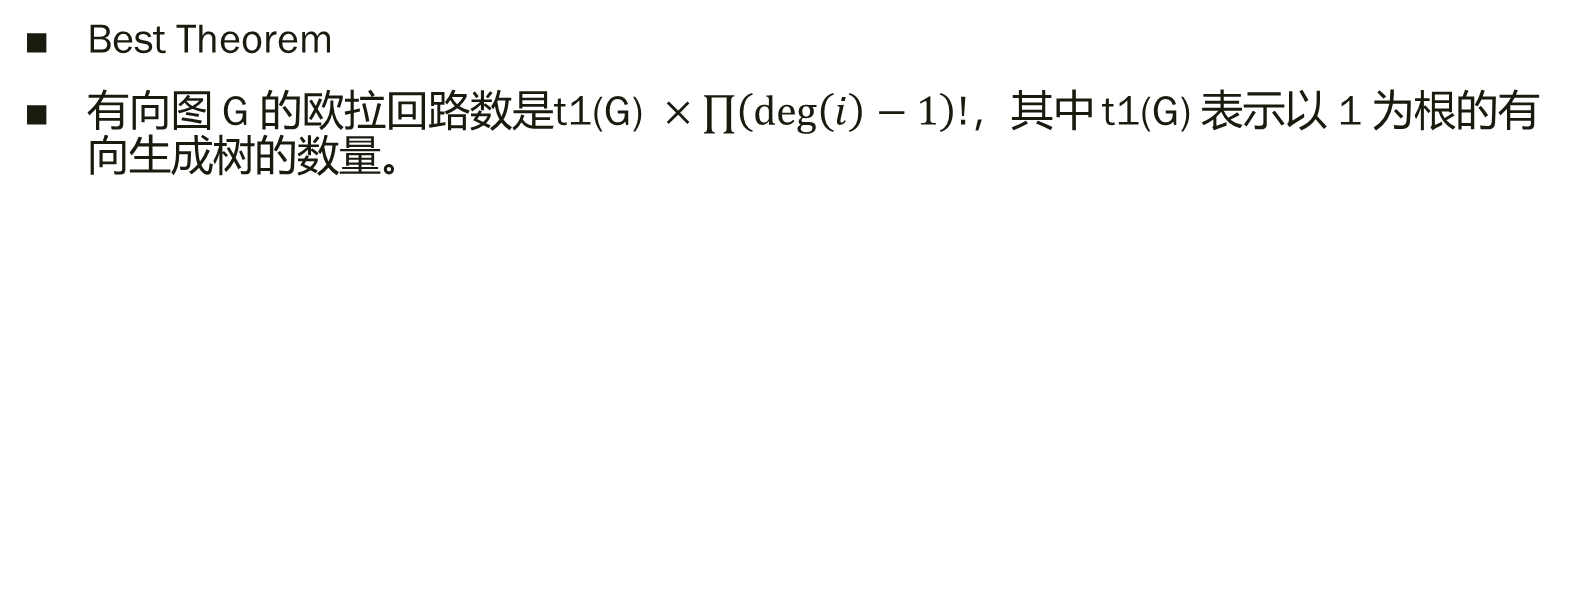 ■ Best Theorem
■ 有向图 G 的欧拉回路数是t1(G) × ∏(deg(i) − 1)!，其中 t1(G) 表示以 1 为根的有
向生成树的数量。